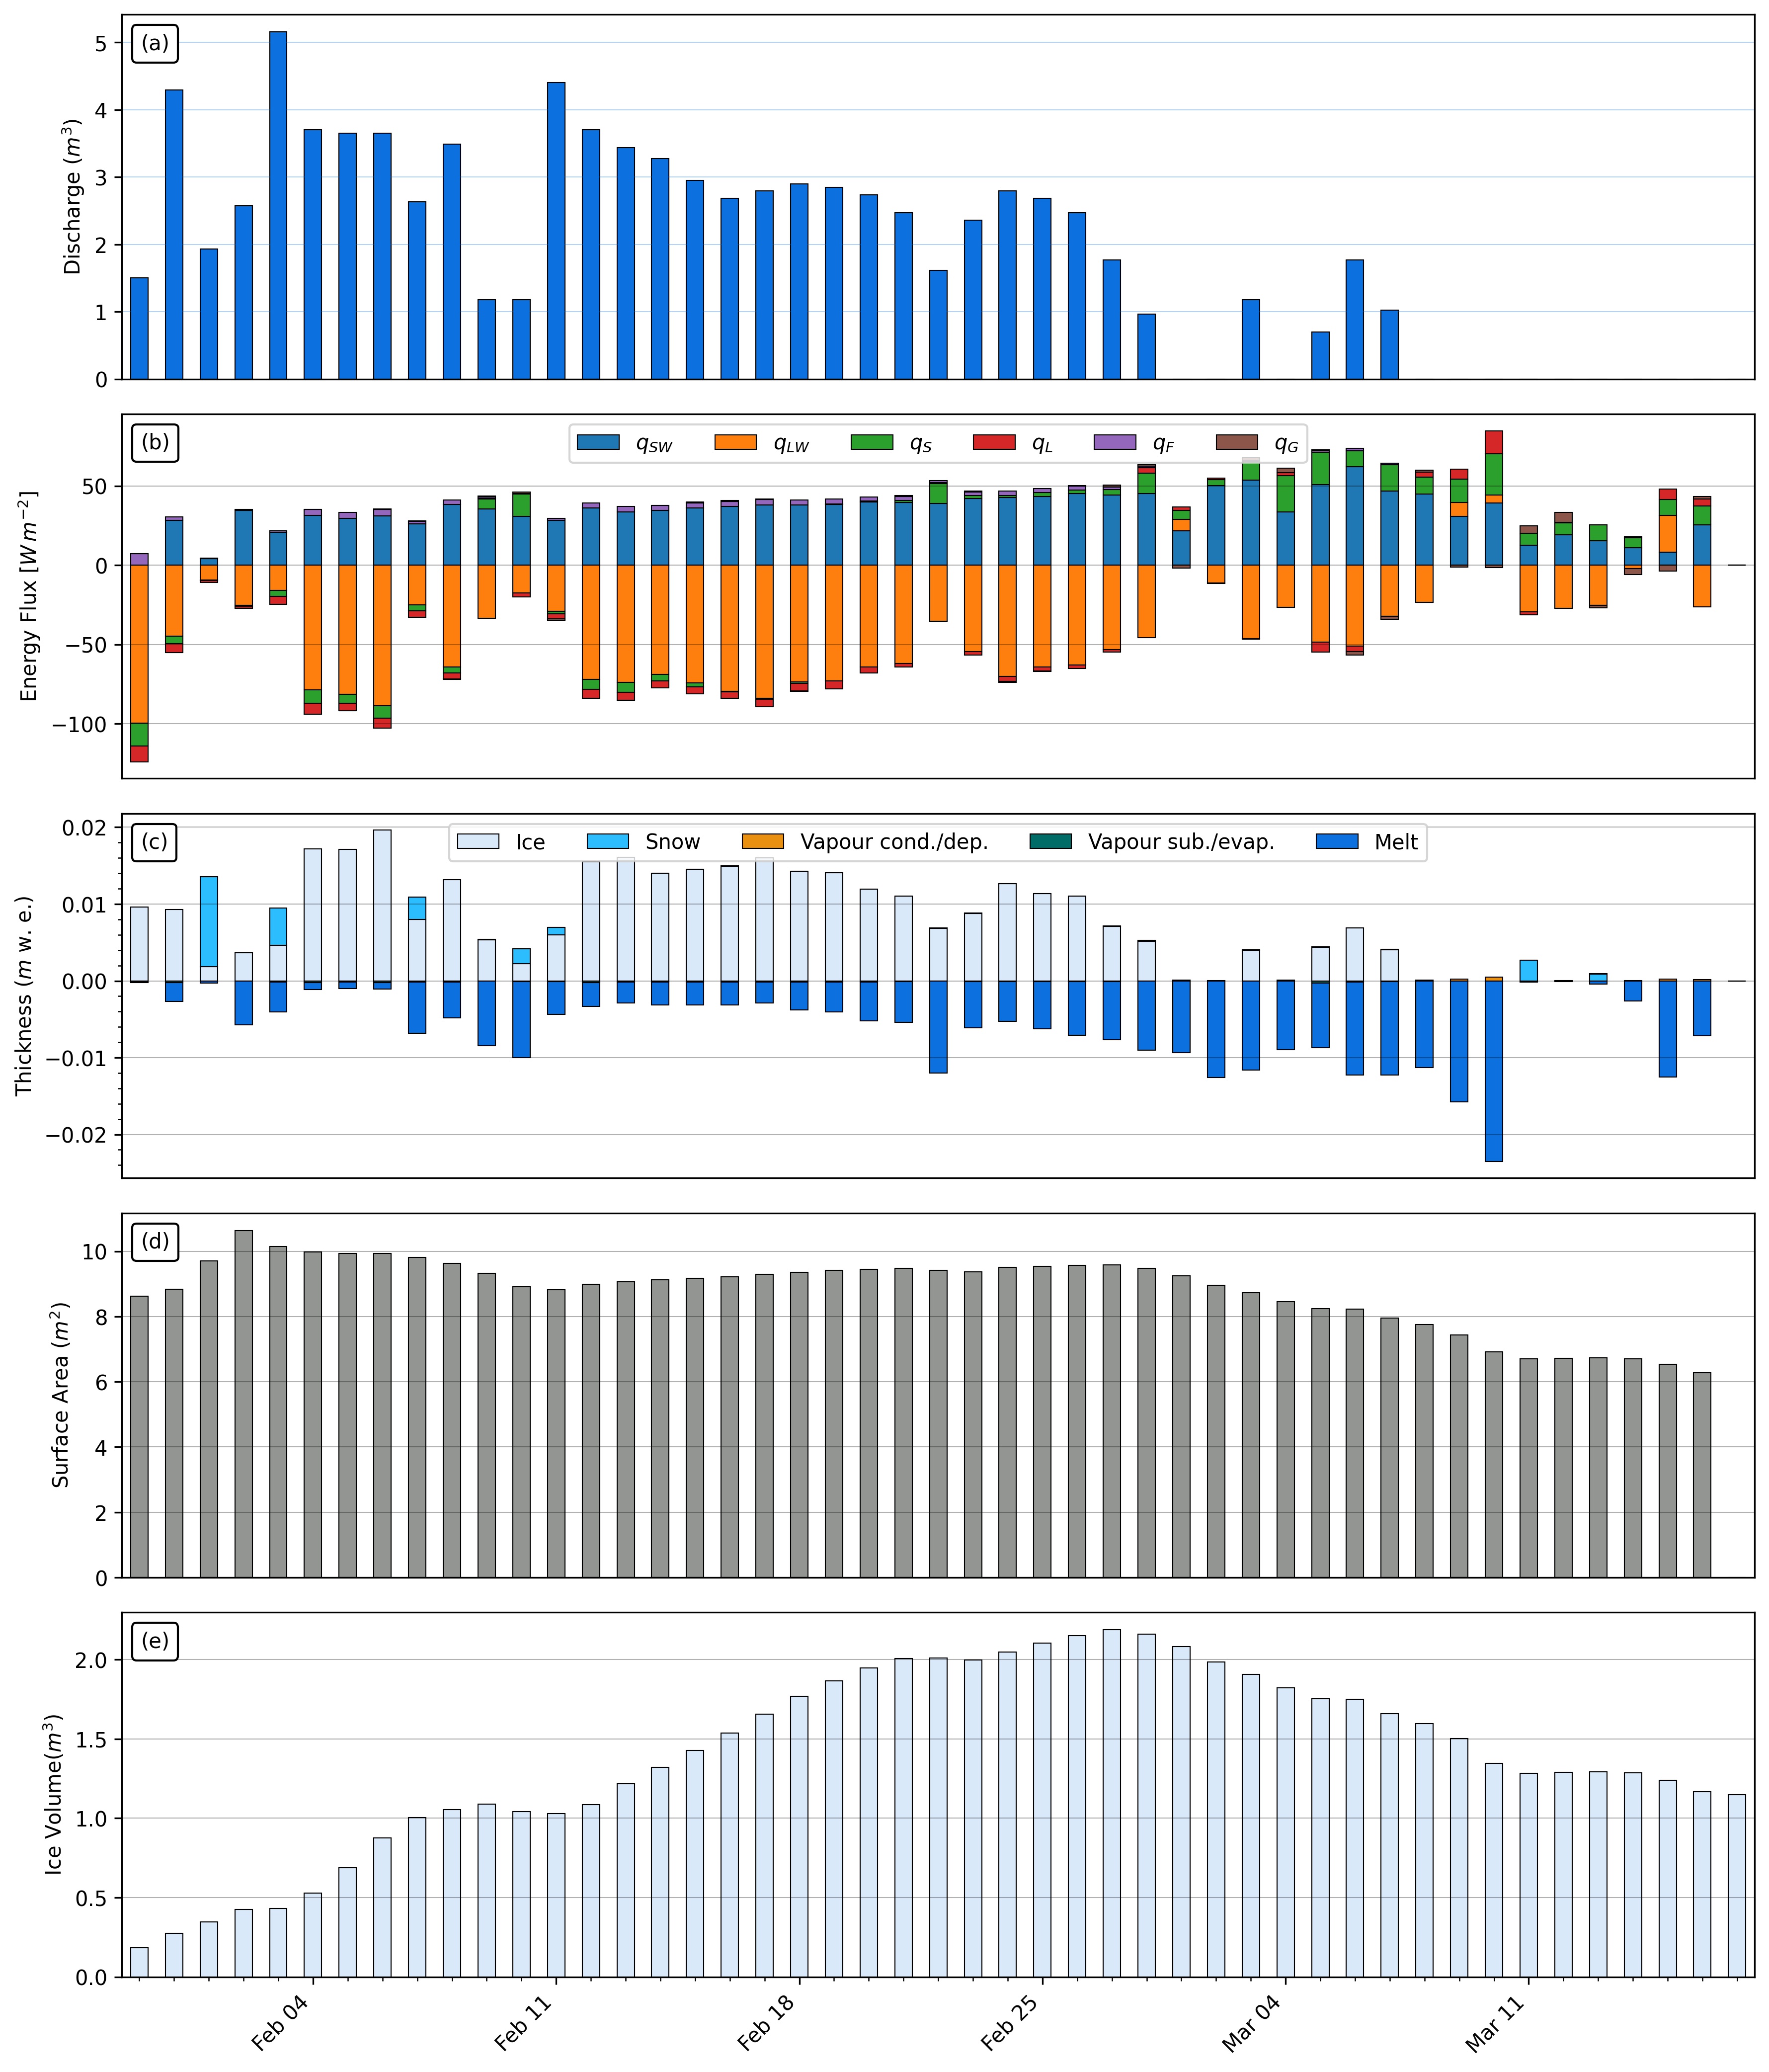 (a)
Discharge (m³)
5
4
3
2
1
0
(b)
q_SW q_LW q_S q_L q_F q_G
Energy Flux [W m⁻²]
50
0
−50
−100
(c)
Ice Snow Vapour cond./dep. Vapour sub./evap. Melt
Thickness (m w. e.)
0.02
0.01
0.00
−0.01
−0.02
(d)
Surface Area (m²)
10
8
6
4
2
0
(e)
Ice Volume(m³)
2.0
1.5
1.0
0.5
0.0
Feb 04 Feb 11 Feb 18 Feb 25 Mar 04 Mar 11